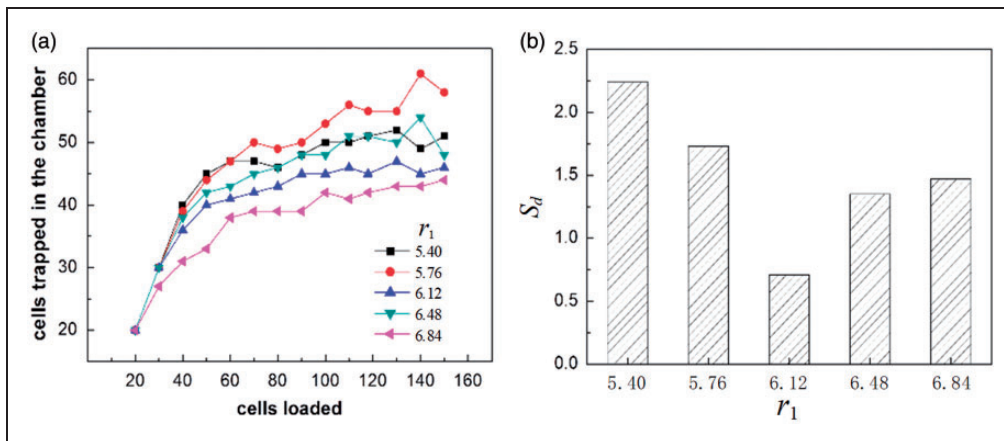 (a)
cells trapped in the chamber
60
50
40
30
20
20 40 60 80 100 120 140 160
cells loaded
r1
5.40
5.76
6.12
6.48
6.84
(b)
Sd
2.5
2.0
1.5
1.0
0.5
0.0
5.40 5.76 6.12 6.48 6.84
r1